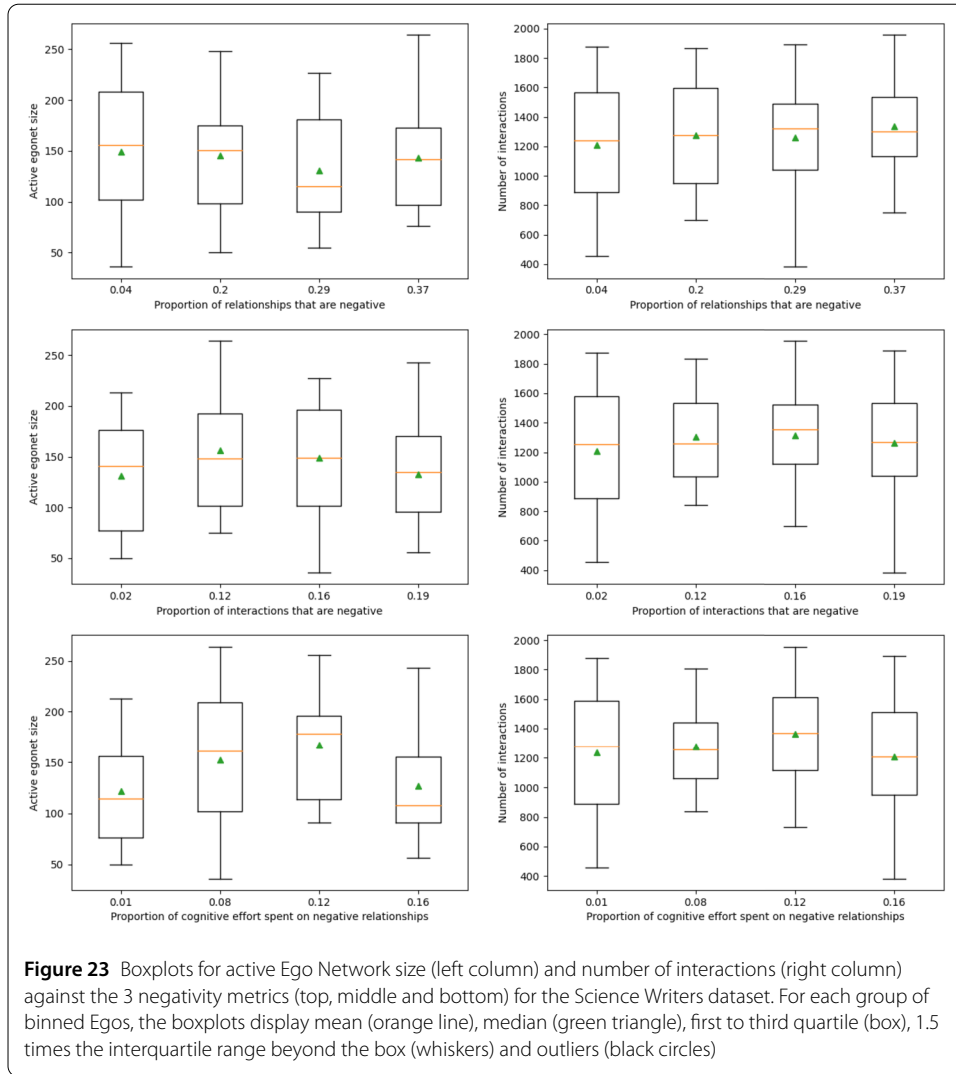 250
200
150
100
50
Active egonet size
0.04 0.2 0.29 0.37
Proportion of relationships that are negative
2000
1800
1600
1400
1200
1000
800
600
400
Number of interactions
0.04 0.2 0.29 0.37
Proportion of relationships that are negative
250
200
150
100
50
Active egonet size
0.02 0.12 0.16 0.19
Proportion of interactions that are negative
2000
1800
1600
1400
1200
1000
800
600
400
Number of interactions
0.02 0.12 0.16 0.19
Proportion of interactions that are negative
250
200
150
100
50
Active egonet size
0.01 0.08 0.12 0.16
Proportion of cognitive effort spent on negative relationships
2000
1800
1600
1400
1200
1000
800
600
400
Number of interactions
0.01 0.08 0.12 0.16
Proportion of cognitive effort spent on negative relationships
Figure 23 Boxplots for active Ego Network size (left column) and number of interactions (right column)
against the 3 negativity metrics (top, middle and bottom) for the Science Writers dataset. For each group of
binned Egos, the boxplots display mean (orange line), median (green triangle), first to third quartile (box), 1.5
times the interquartile range beyond the box (whiskers) and outliers (black circles)